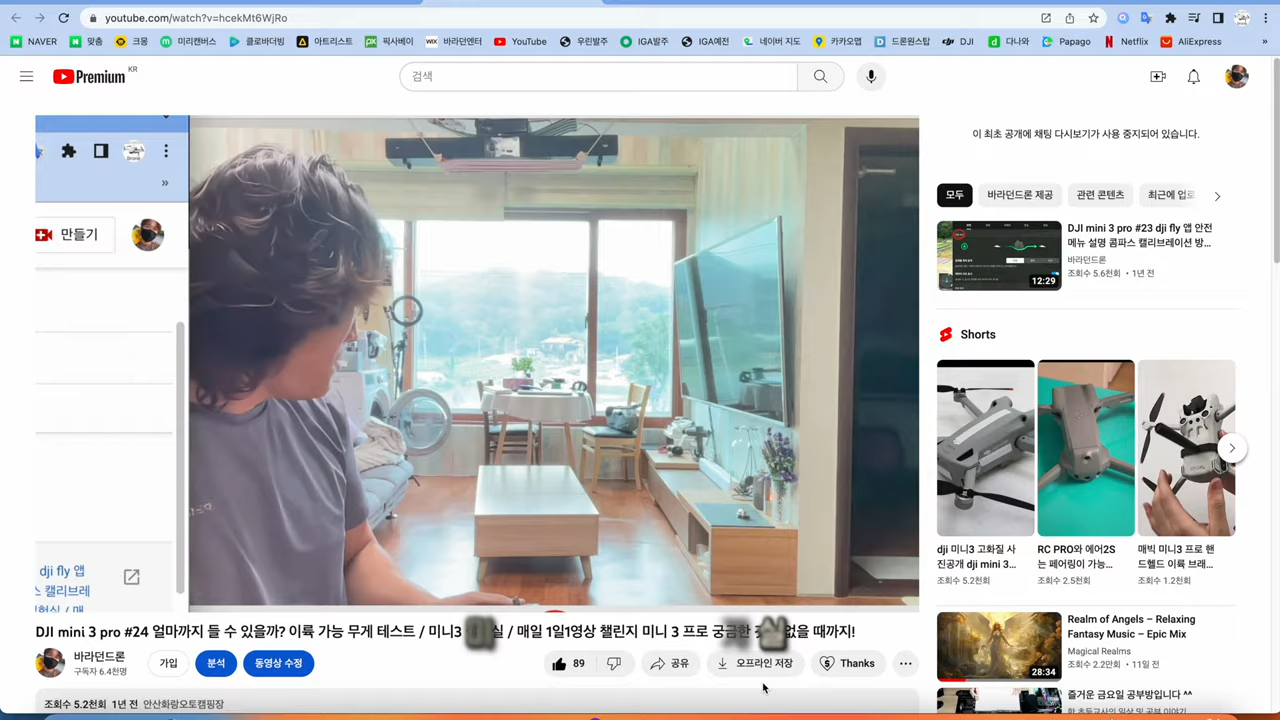 youtube.com/watch?v=hcekMt6WjRo
NAVER 맞춤 크몽 미리캔버스 클로바더빙 아트리스트 픽사베이 WIX 바라던엔터 YouTube 우린발주 IGA발주 IGA예전 네이버 지도 카카오맵 드론원스탑 DJI 다나와 Papago Netflix AliExpress »
Premium KR
검색
»
만들기
dji fly 앱
스 캘리브레
DJI mini 3 pro #24 얼마까지 들 수 있을까? 이륙 가능 무게 테스트 / 미니3 실 / 매일 1일1영상 챌린지 미니 3 프로 궁금한 없을 때까지!
바라던드론
구독자 6.4천명
가입
분석
동영상 수정
89
공유
오프라인 저장
Thanks
조회수 5.2천회 1년 전 안산화랑오토캠핑장
이 최초 공개에 채팅 다시보기가 사용 중지되어 있습니다.
모두
바라던드론 제공
관련 콘텐츠
최근에 업로
12:29
DJI mini 3 pro #23 dji fly 앱 안전
메뉴 설명 콤파스 캘리브레이션 방...
바라던드론
조회수 5.6천회 • 1년 전
Shorts
dji 미니3 고화질 사
진공개 dji mini 3...
조회수 5.2천회
RC PRO와 에어2S
는 페어링이 가능...
조회수 2.5천회
매빅 미니3 프로 핸
드헬드 이륙 브래...
조회수 1.2천회
28:34
Realm of Angels – Relaxing
Fantasy Music – Epic Mix
Magical Realms
조회수 2.2만회 • 11일 전
즐거운 금요일 공부방입니다 ^^